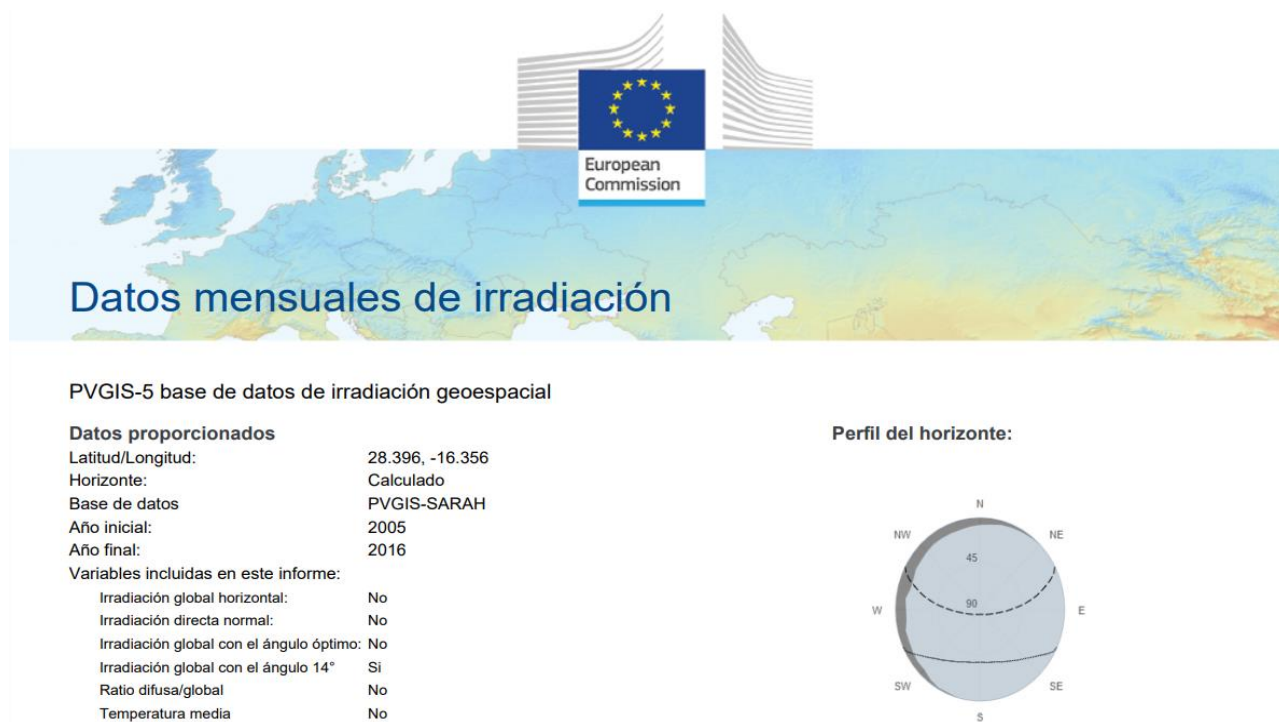 European
Commission
Datos mensuales de irradiación
PVGIS-5 base de datos de irradiación geoespacial
Datos proporcionados
Latitud/Longitud: 28.396, -16.356
Horizonte: Calculado
Base de datos PVGIS-SARAH
Año inicial: 2005
Año final: 2016
Variables incluidas en este informe:
Irradiación global horizontal: No
Irradiación directa normal: No
Irradiación global con el ángulo óptimo: No
Irradiación global con el ángulo 14° Si
Ratio difusa/global No
Temperatura media No
Perfil del horizonte:
N
NW NE
45
W 90 E
SW SE
S